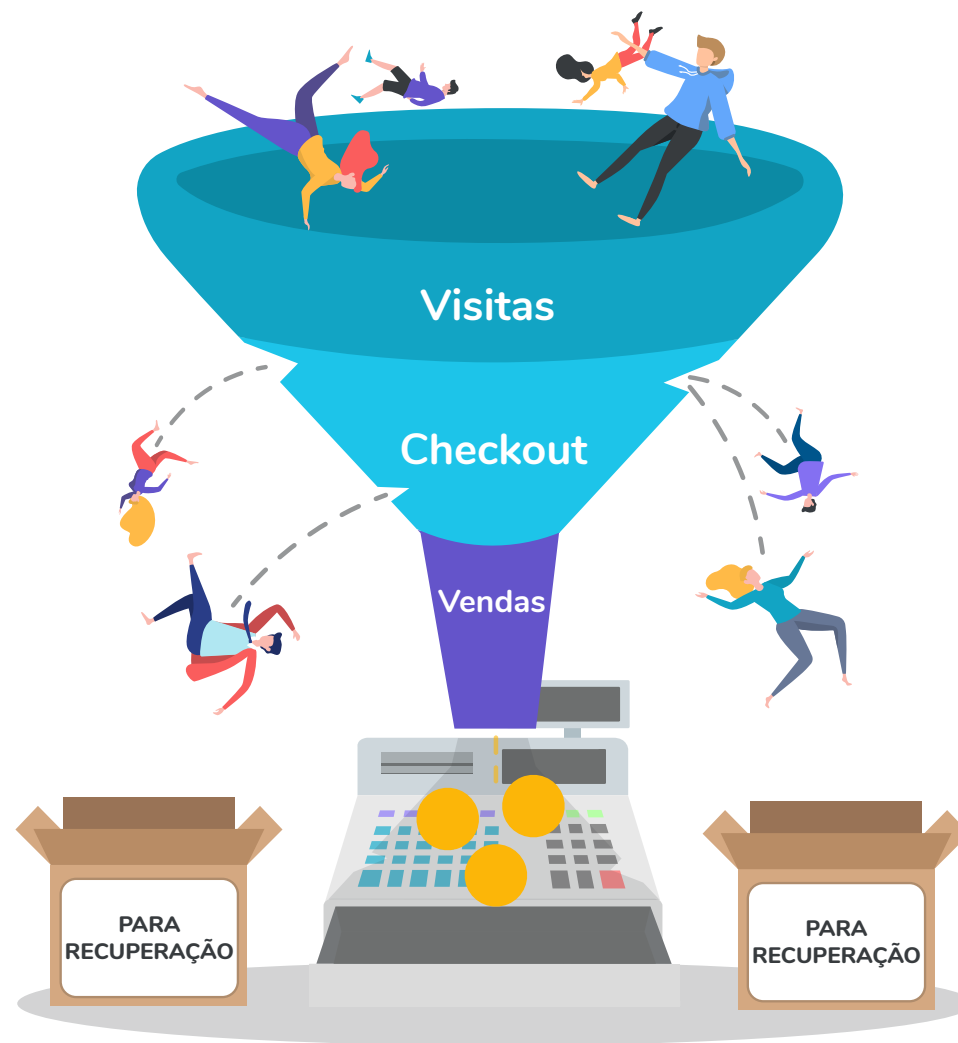 Visitas
Checkout
Vendas
PARA
RECUPERAÇÃO
PARA
RECUPERAÇÃO